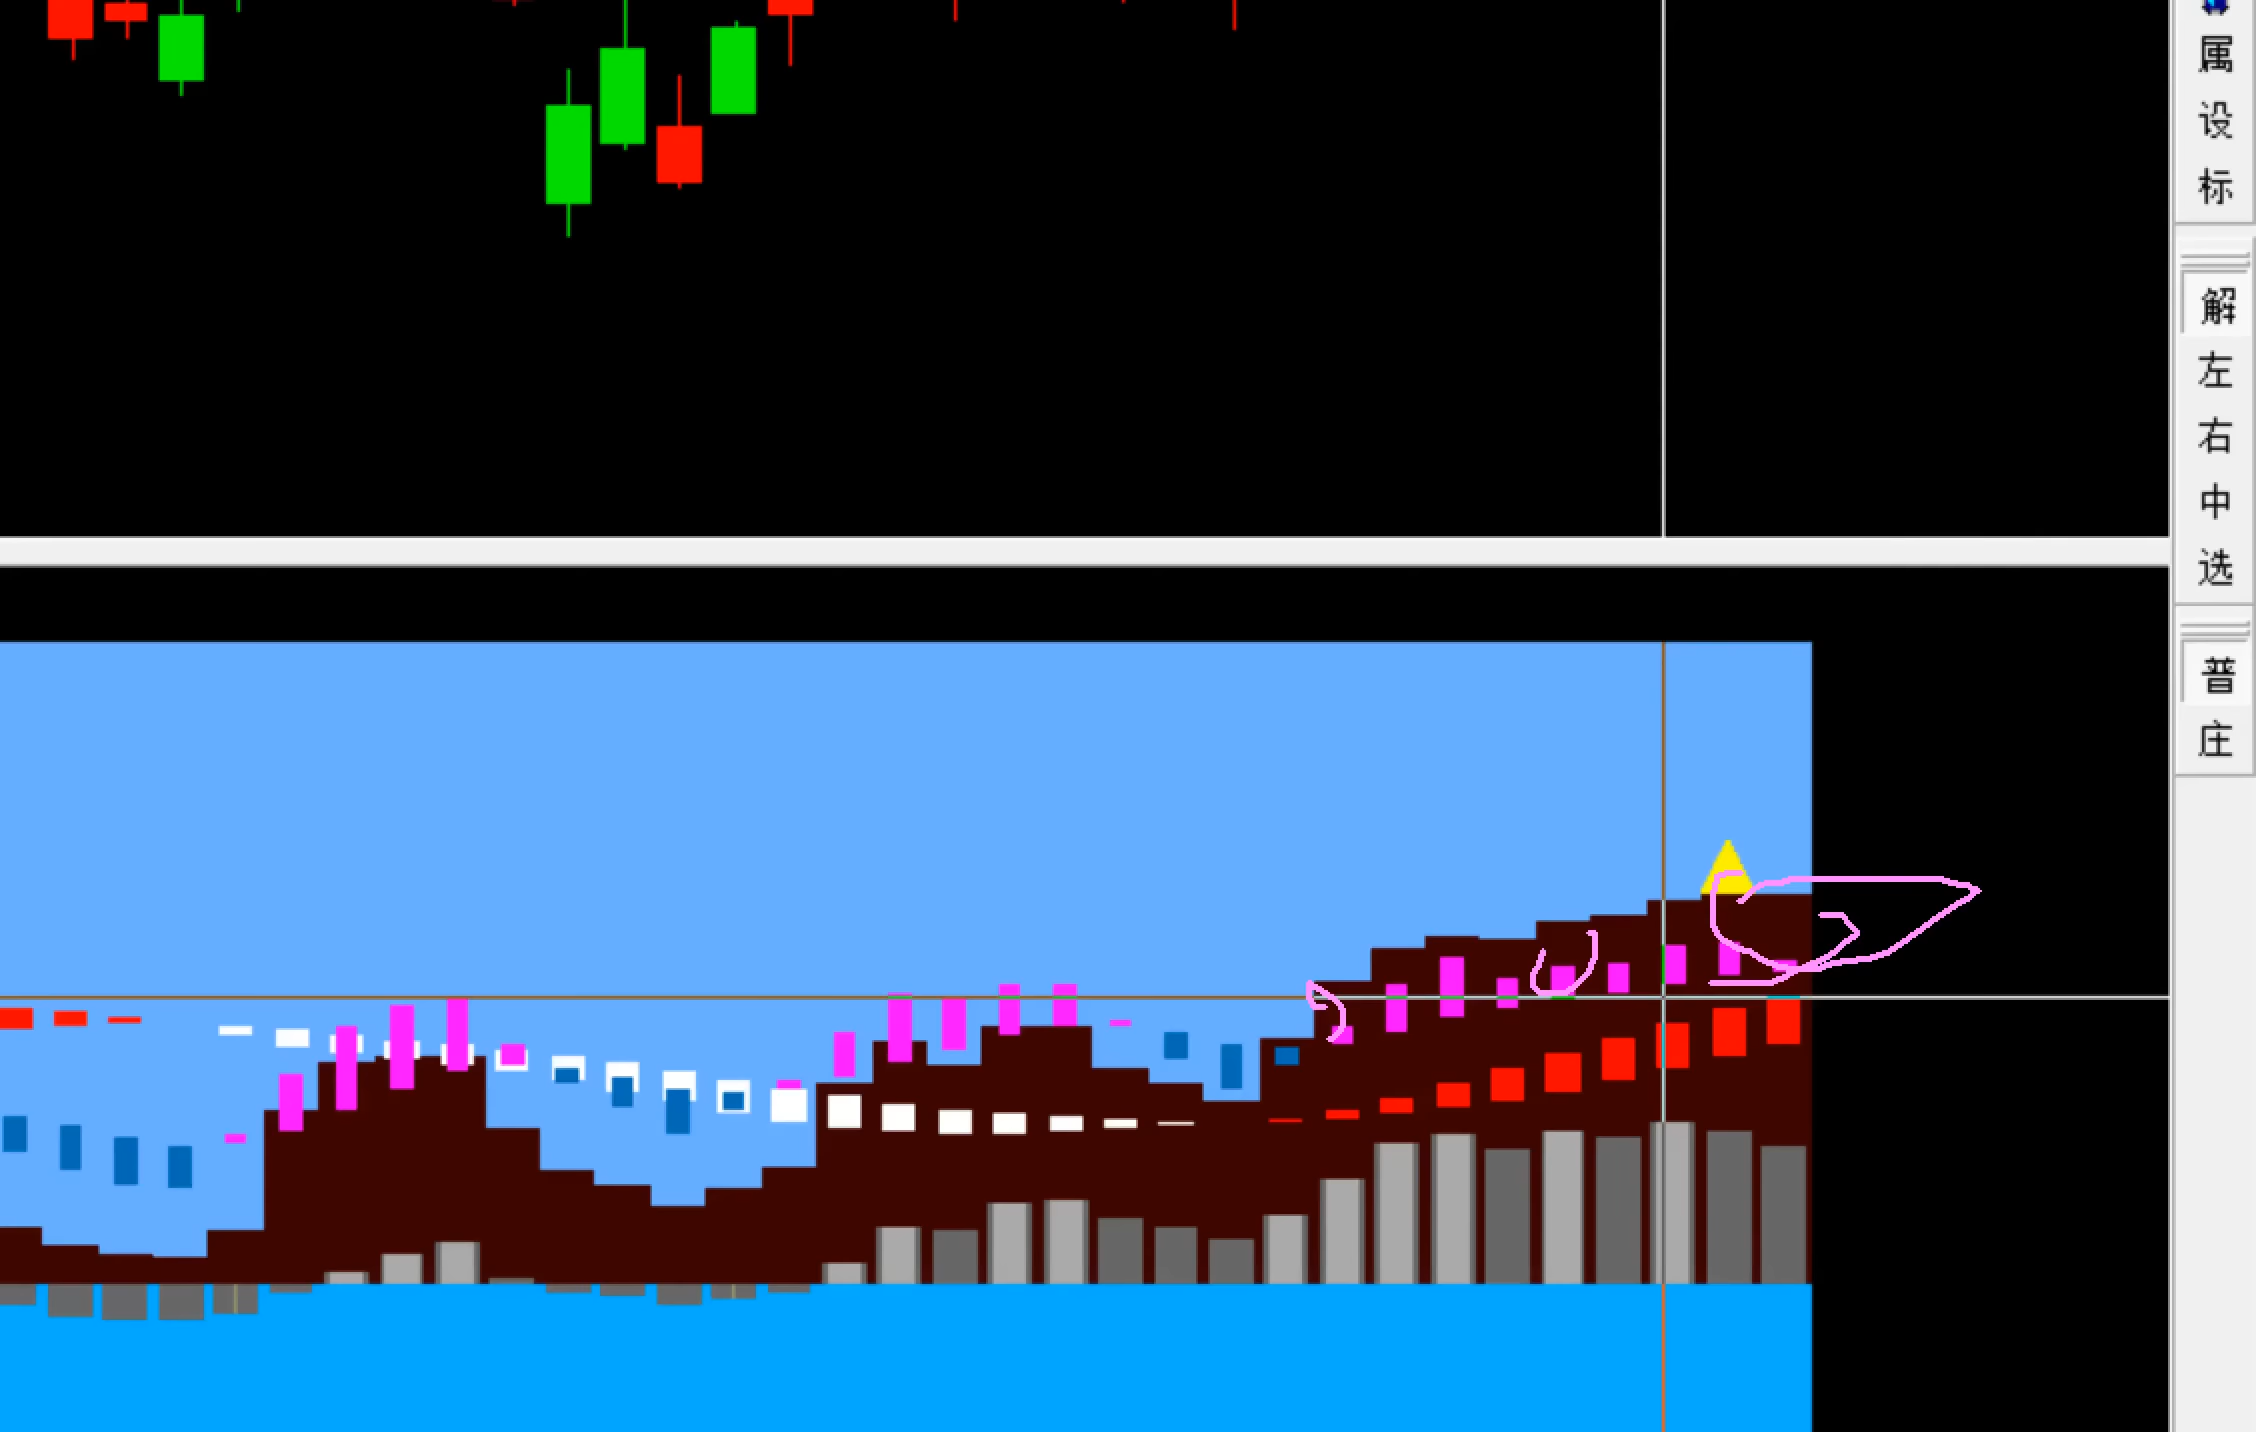 属
设
标
解
左
右
中
选
普
庄